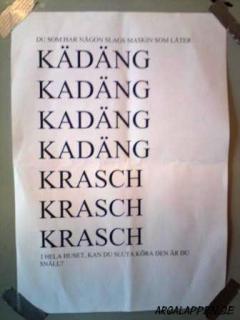 DU SOM HAR NÅGON SLAGS MASKIN SOM LÅTER
KÄDÄNG
KADÄNG
KADÄNG
KADÄNG
KRASCH
KRASCH
KRASCH
I HELA HUSET, KAN DU SLUTA KÖRA DEN ÄR DU
SNÄLL?
ARGALAPPEN.SE